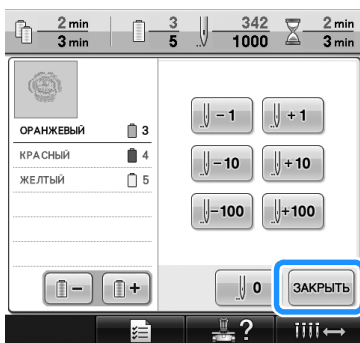 2 min 3 342 2 min
3 min 5 1000 3 min
ОРАНЖЕВЫЙ 3
КРАСНЫЙ 4
ЖЕЛТЫЙ 5
− 1 + 1
− 10 + 10
−100 +100
− + 0 ЗАКРЫТЬ
?